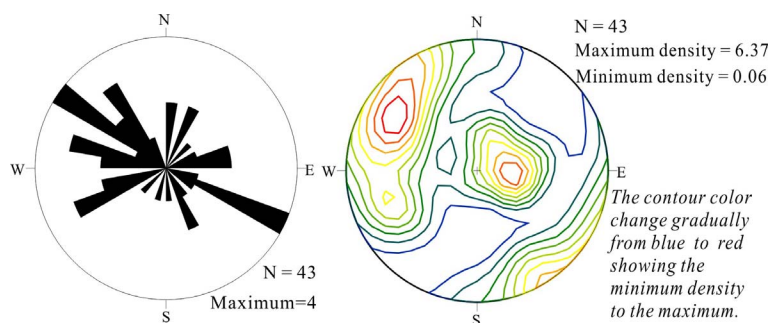 N
W
E
S
N = 43
Maximum=4
N
W
E
S
N = 43
Maximum density = 6.37
Minimum density = 0.06
The contour color
change gradually
from blue to red
showing the
minimum density
to the maximum.